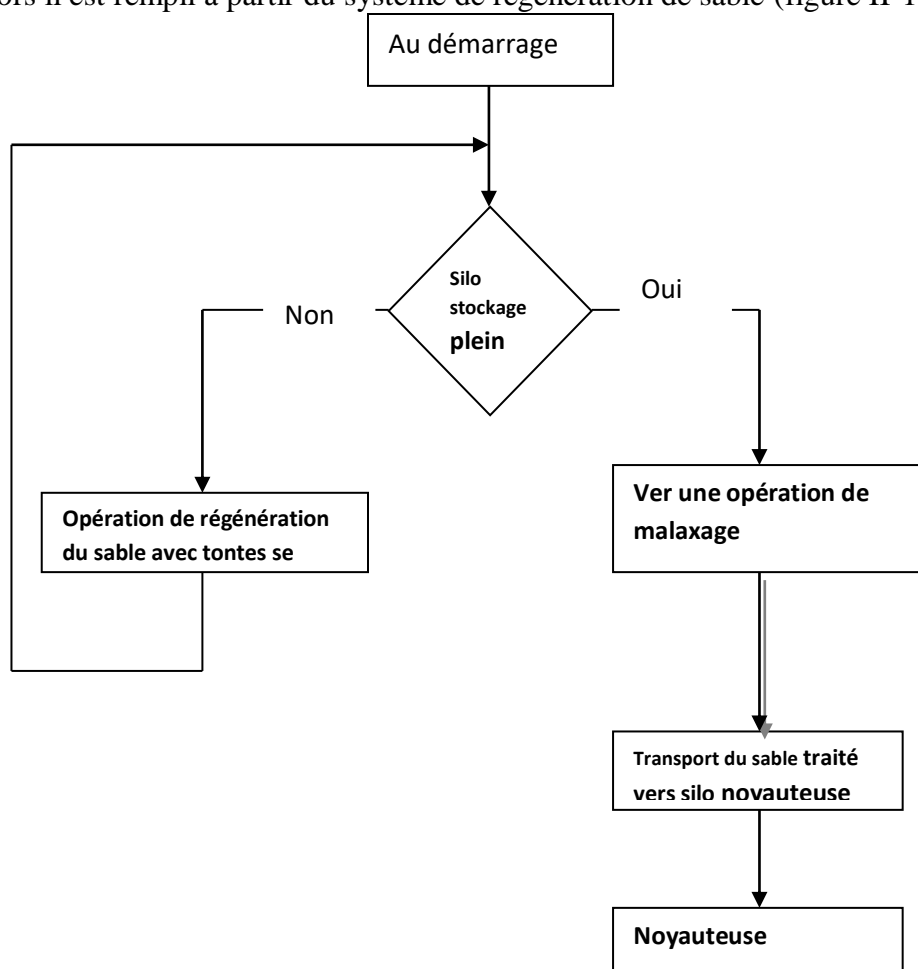 ors il est rempli à partir du système de régénération de sable (figure II 1
Au démarrage
Silo
stockage
plein
Non
Oui
Opération de régénération
du sable avec tontes se
Ver une opération de
malaxage
Transport du sable traité
vers silo noyauteuse
Noyauteuse